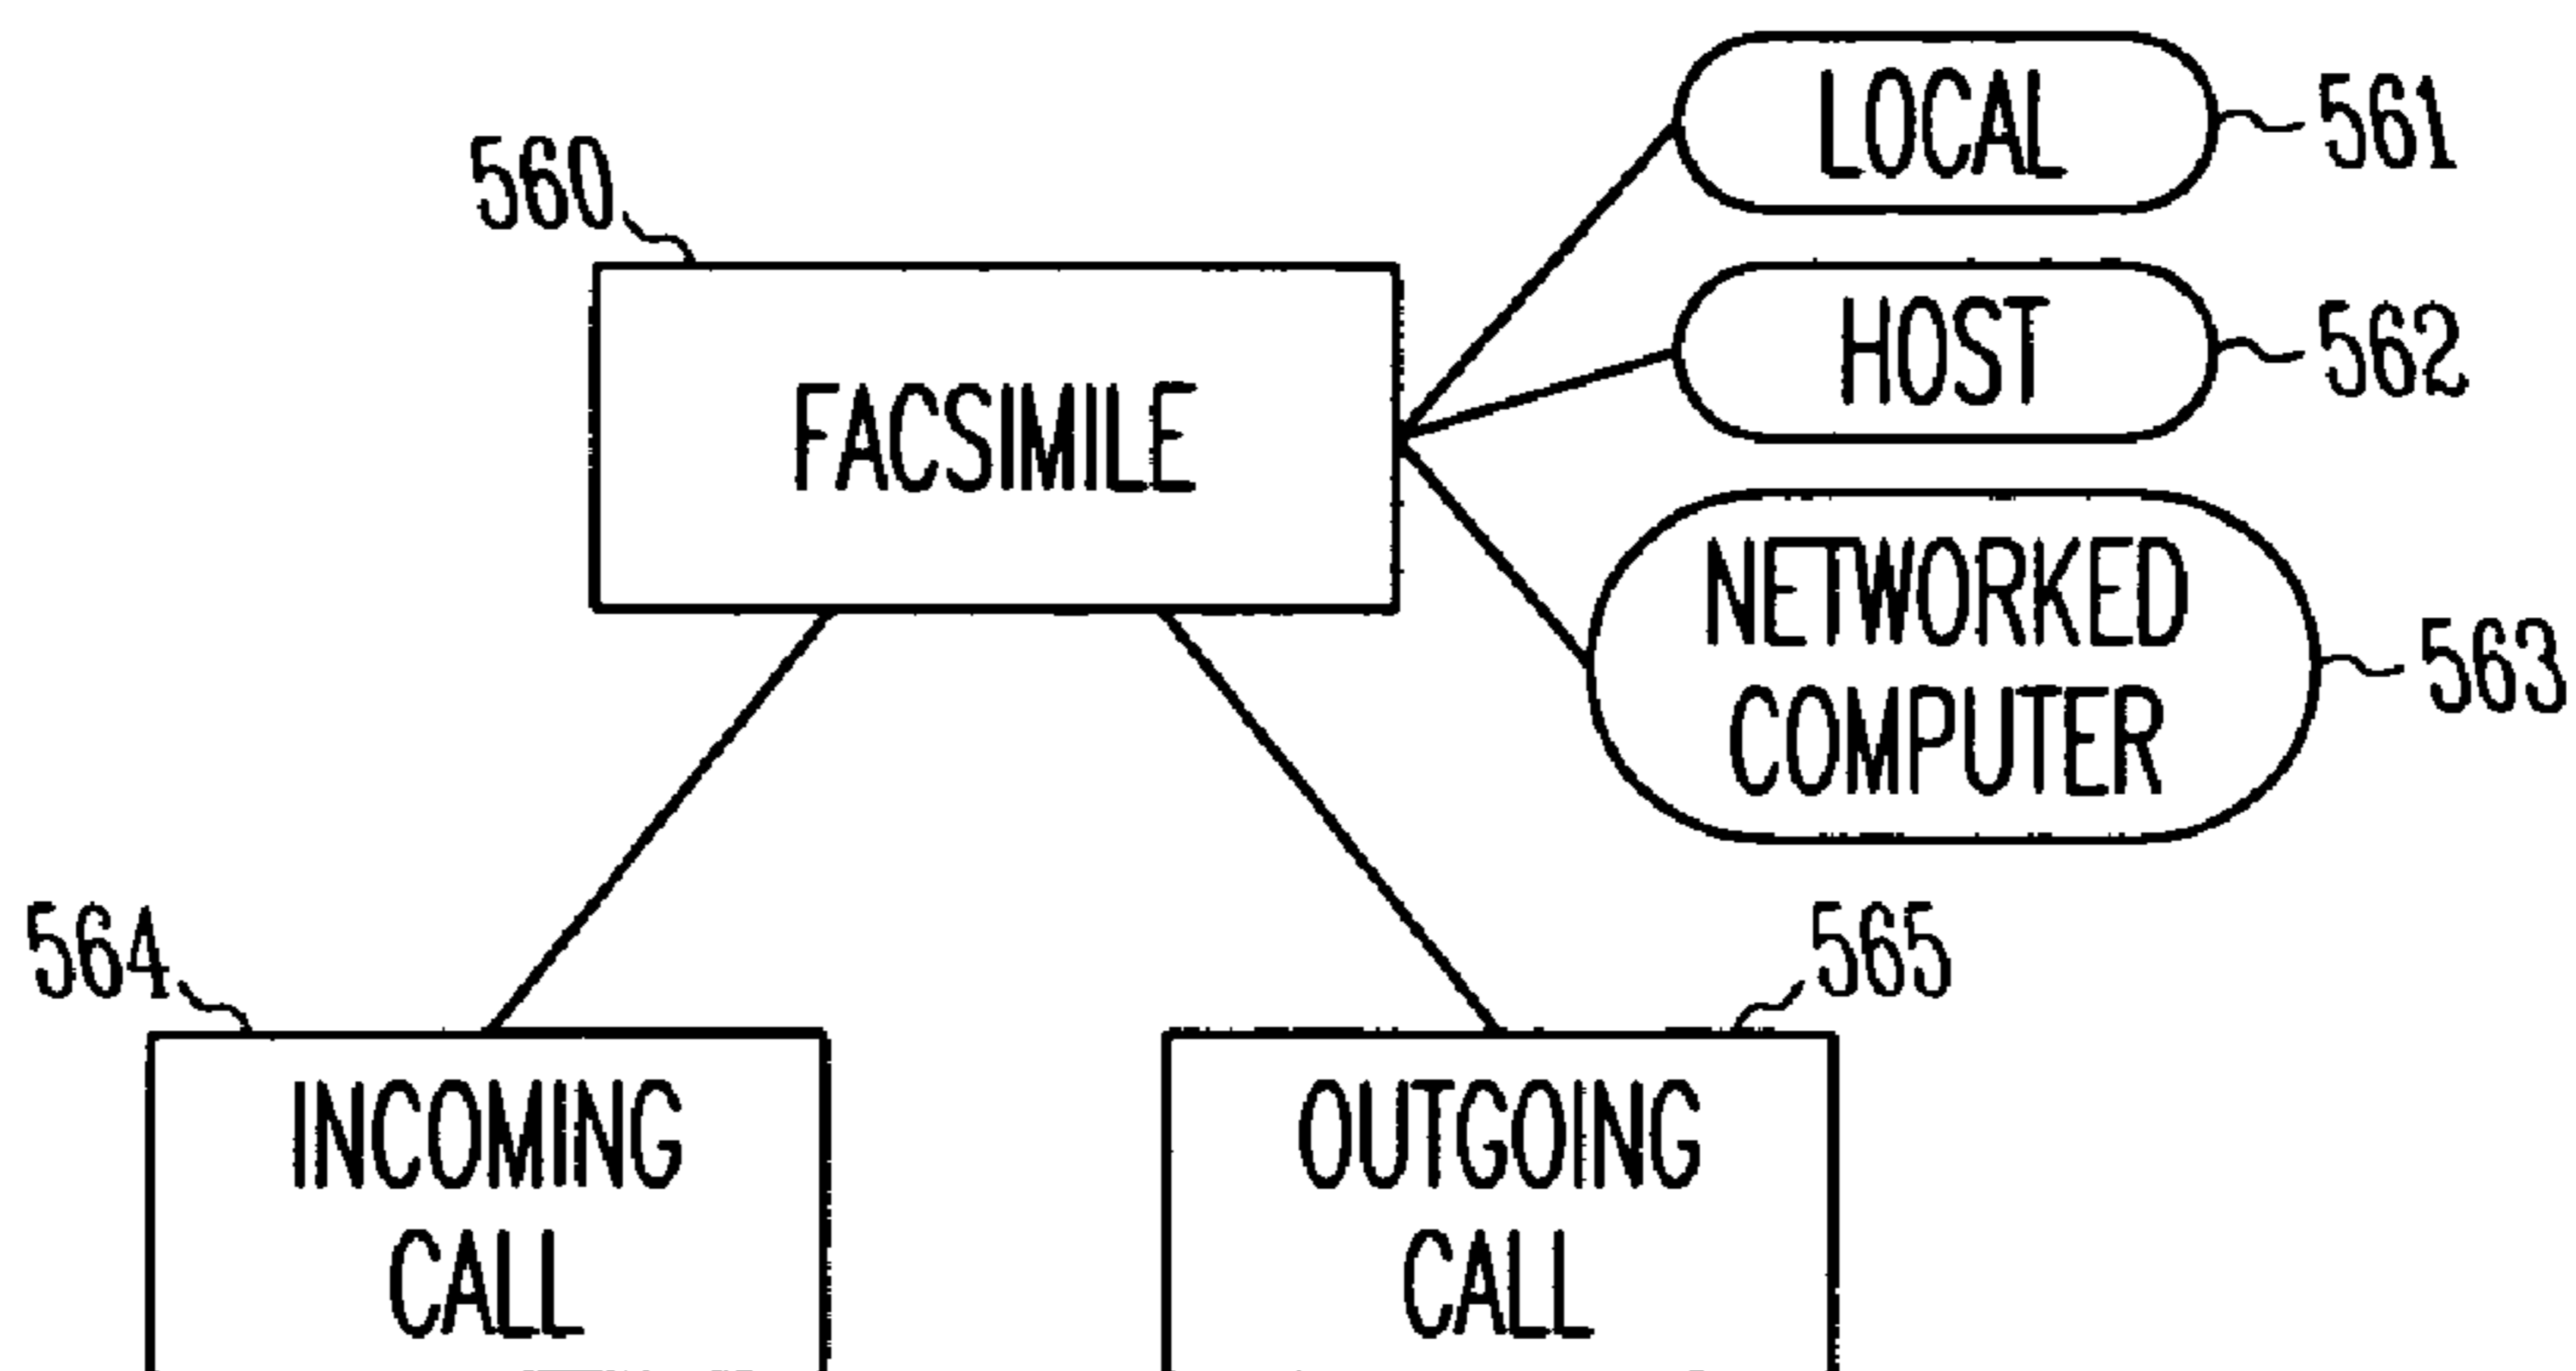 LOCAL
561
560
HOST
562
FACSIMILE
NETWORKED
COMPUTER
563
564
565
INCOMING
CALL
OUTGOING
CALL